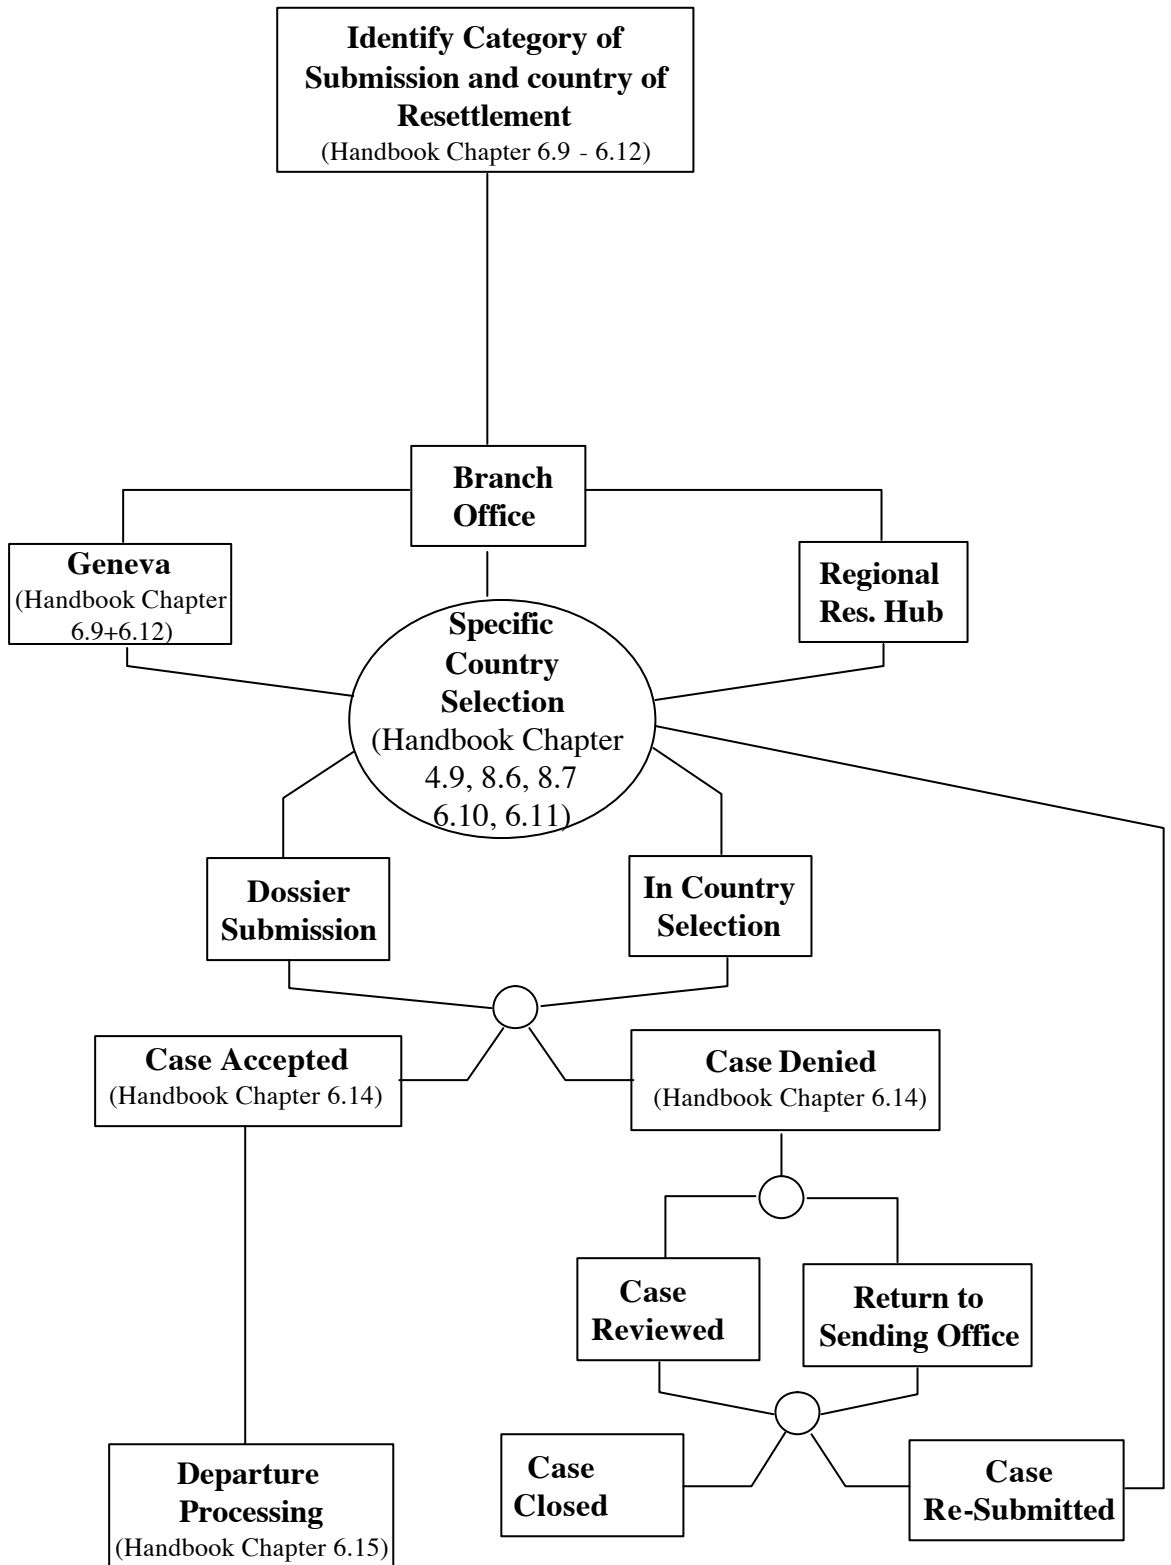 Identify Category of
Submission and country of
Resettlement
(Handbook Chapter 6.9 - 6.12)
Branch
Office
Geneva
(Handbook Chapter
6.9+6.12)
Regional
Res. Hub
Specific
Country
Selection
(Handbook Chapter
4.9, 8.6, 8.7
6.10, 6.11)
Dossier
Submission
In Country
Selection
Case Accepted
(Handbook Chapter 6.14)
Case Denied
(Handbook Chapter 6.14)
Case
Reviewed
Return to
Sending Office
Departure
Processing
(Handbook Chapter 6.15)
Case
Closed
Case
Re-Submitted